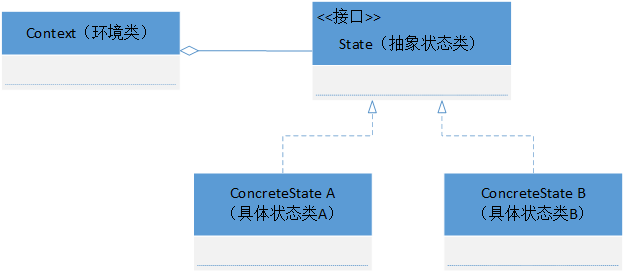 Context（环境类）
<<接口>>
State（抽象状态类）
ConcreteState A
（具体状态类A）
ConcreteState B
（具体状态类B）